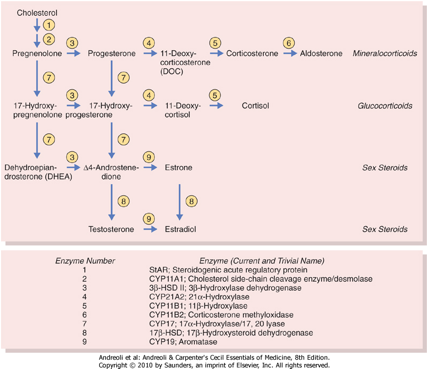 Cholesterol
1
2
Pregnenolone 3 Progesterone 4 11-Deoxy-corticosterone (DOC) 5 Corticosterone 6 Aldosterone Mineralocorticoids
7 7
17-Hydroxy-pregnenolone 3 17-Hydroxy-progesterone 4 11-Deoxy-cortisol 5 Cortisol Glucocorticoids
7 7
Dehydroepian-drosterone (DHEA) 3 Δ4-Androstene-dione 9 Estrone Sex Steroids
8 8
Testosterone 9 Estradiol Sex Steroids
Enzyme Number Enzyme (Current and Trivial Name)
1 StAR; Steroidogenic acute regulatory protein
2 CYP11A1; Cholesterol side-chain cleavage enzyme/desmolase
3 3β-HSD II; 3β-Hydroxylase dehydrogenase
4 CYP21A2; 21α-Hydroxylase
5 CYP11B1; 11β-Hydroxylase
6 CYP11B2; Corticosterone methyloxidase
7 CYP17; 17α-Hydroxylase/17, 20 lyase
8 17β-HSD; 17β-Hydroxysteroid dehydrogenase
9 CYP19; Aromatase
Andreoli et al: Andreoli & Carpenter's Cecil Essentials of Medicine, 8th Edition.
Copyright © 2010 by Saunders, an imprint of Elsevier, Inc. All rights reserved.